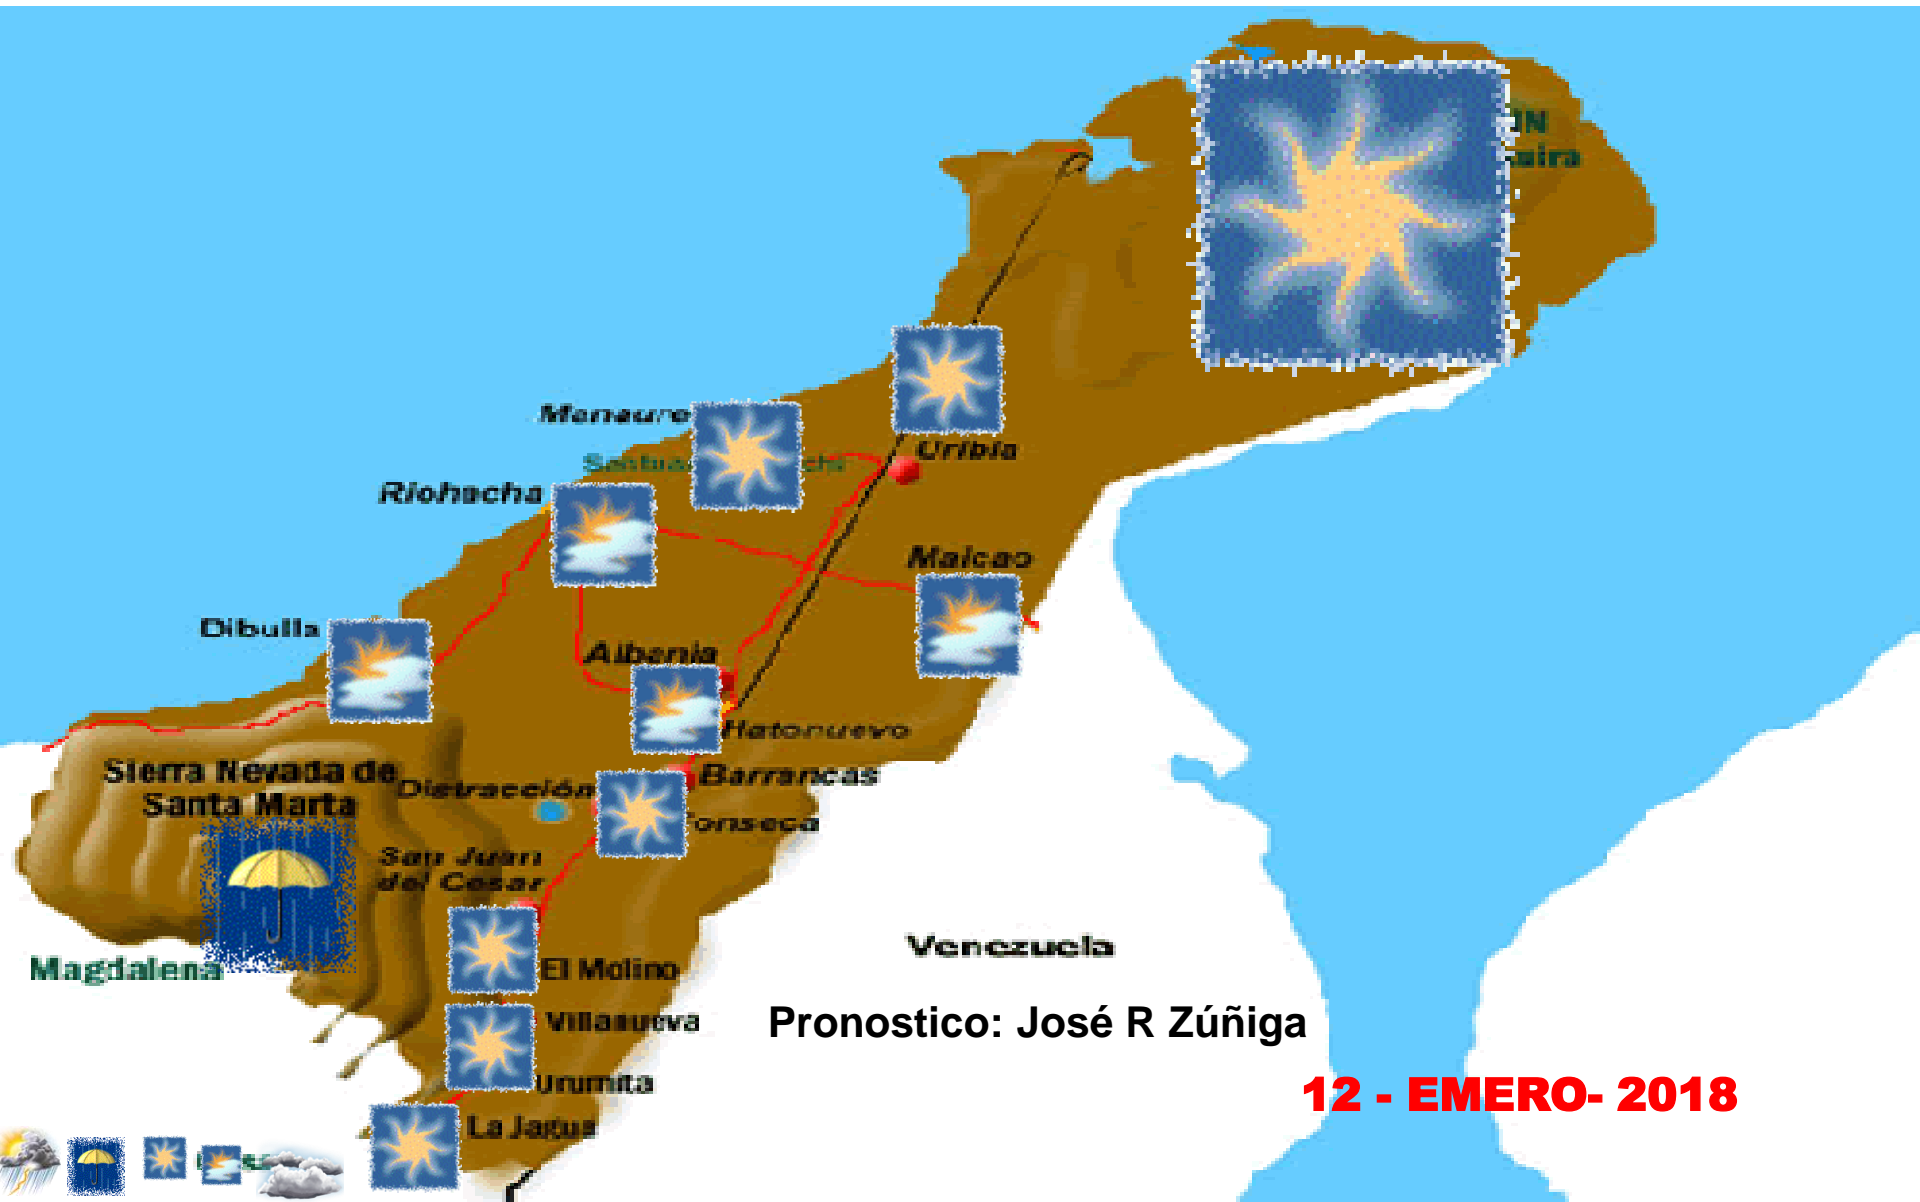 Manaure
Uribia
Riohacha
Maicao
Dibulla
Albania
Hatonuevo
Sierra Nevada de
Santa Marta
Distracción
Barrancas
San Juan
del Cesar
Magdalena
El Molino
Venezuela
Villanueva
Pronostico: José R Zúñiga
Urumita
12 - EMERO- 2018
La Jagua